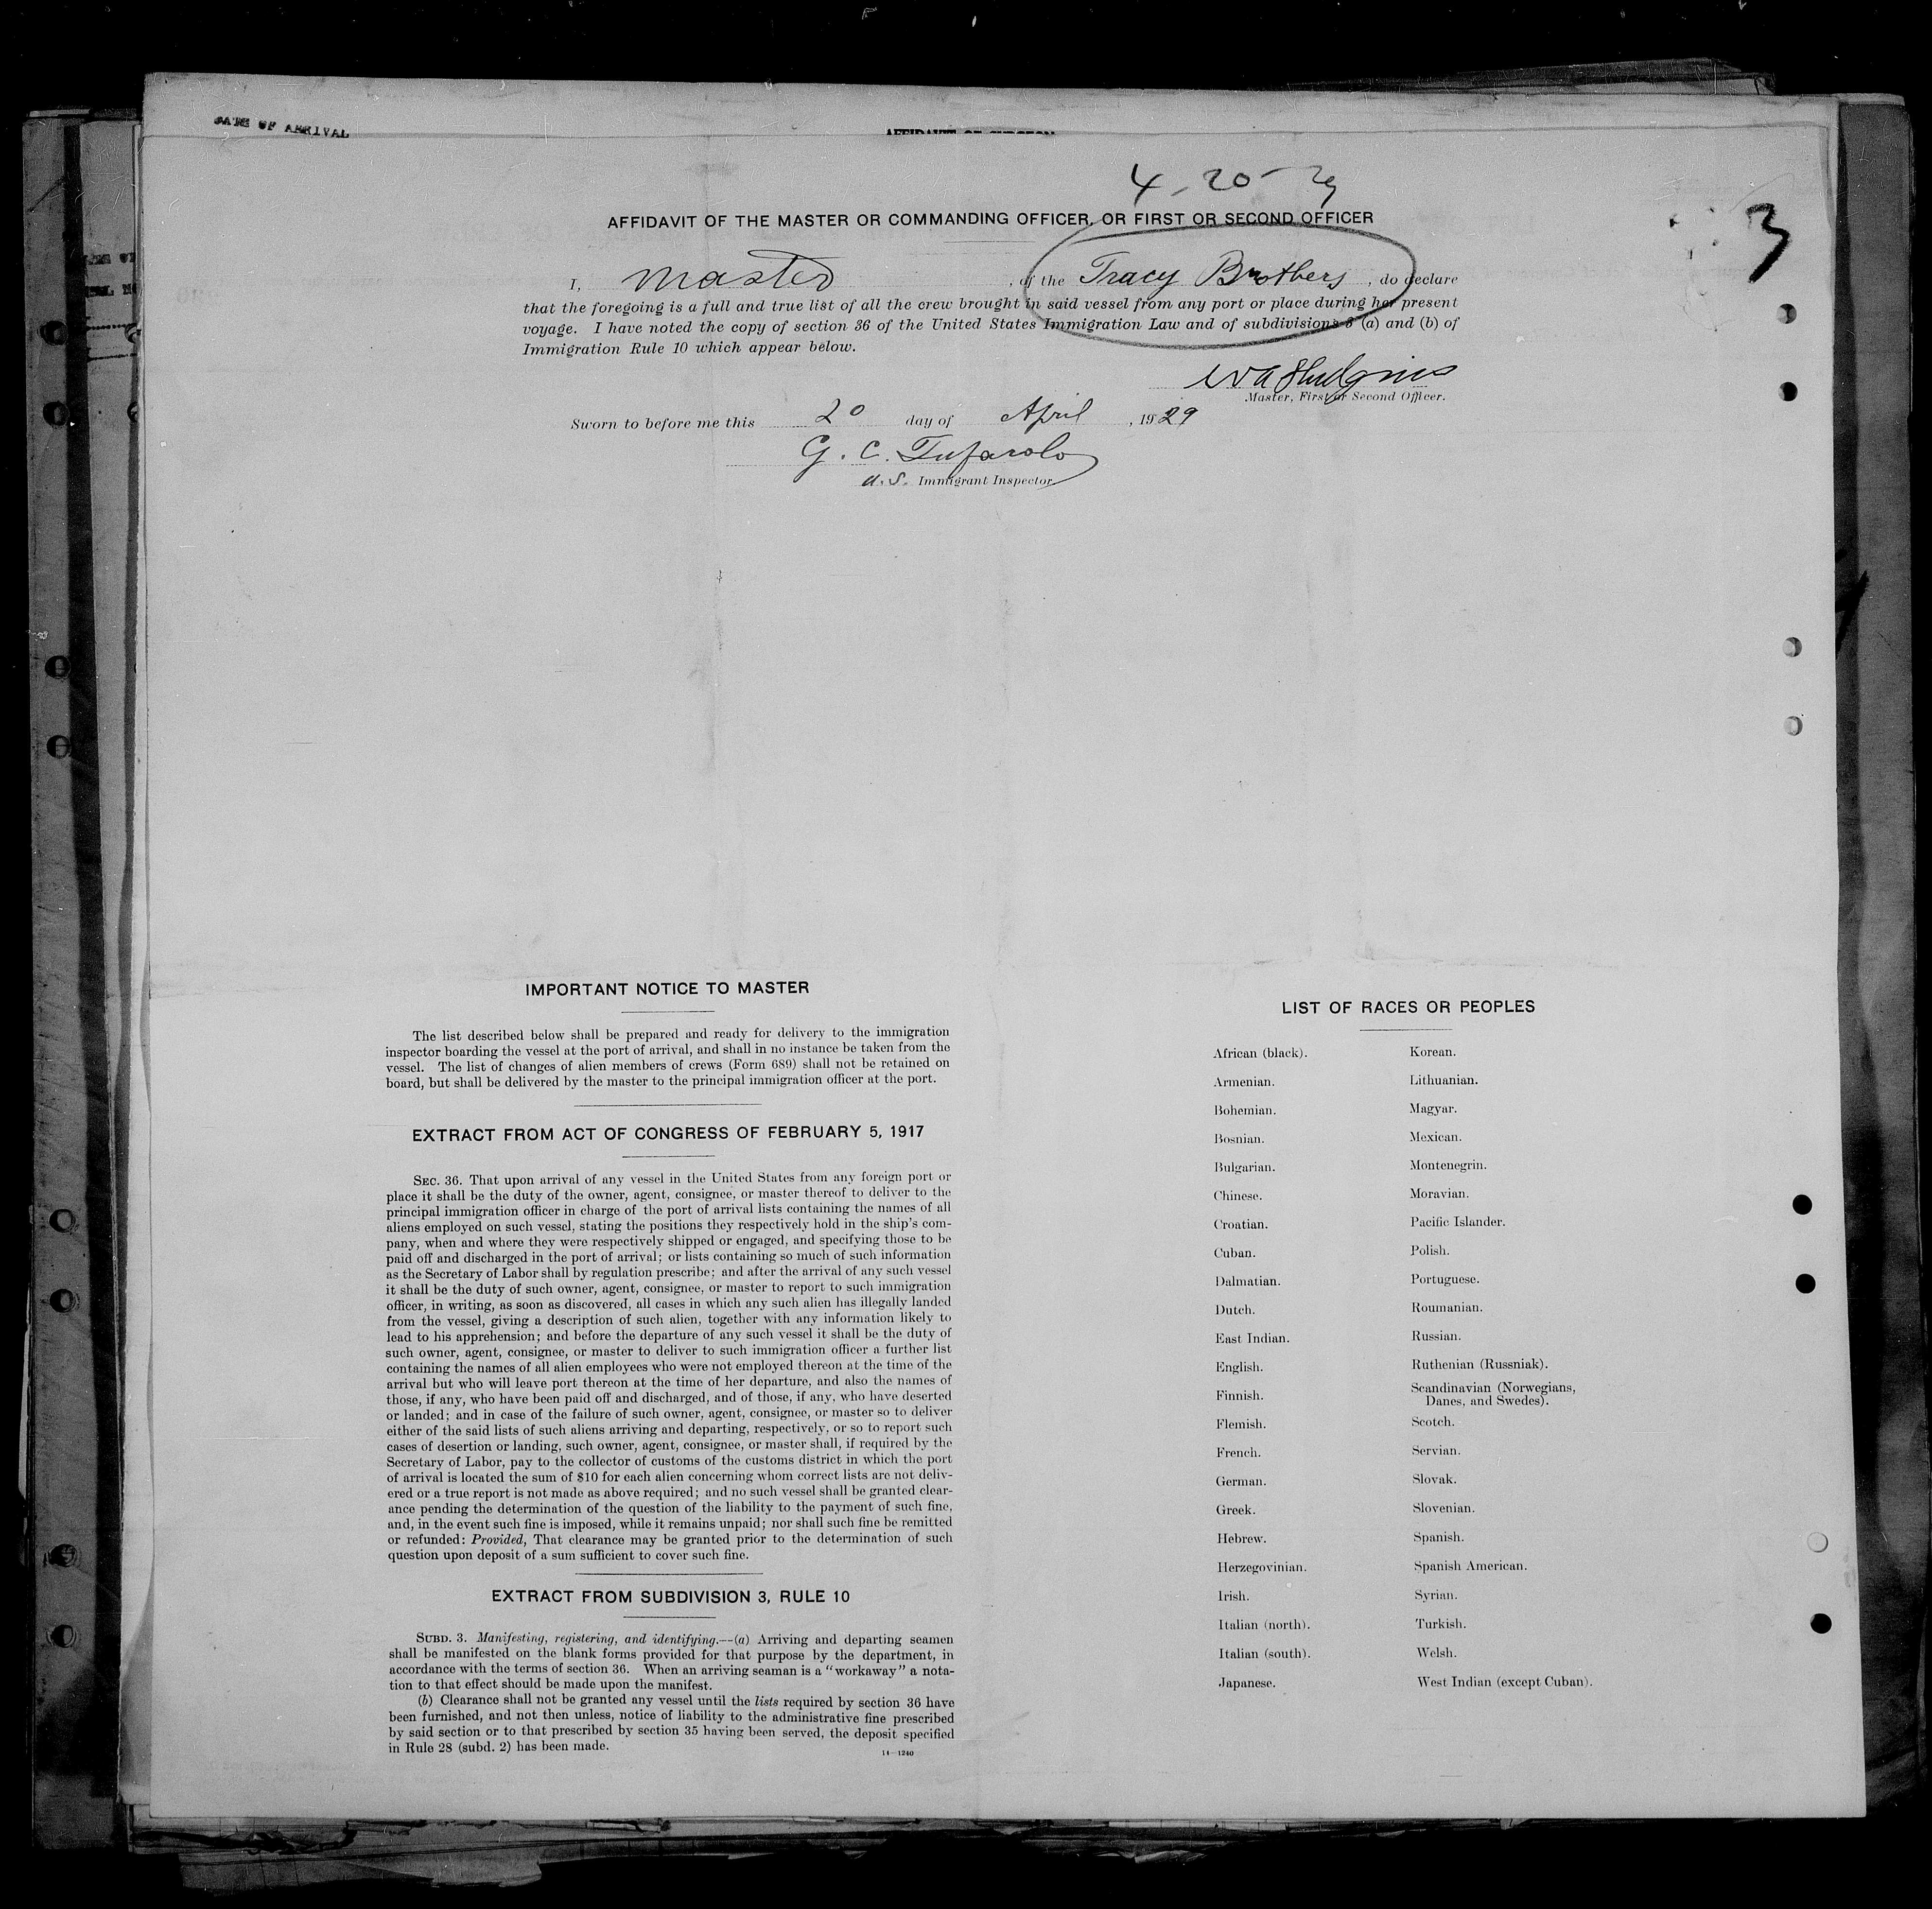 DATE OF ARRIVAL
4-20-29
3
AFFIDAVIT OF THE MASTER OR COMMANDING OFFICER, OR FIRST OR SECOND OFFICER
I, master, of the Tracy Brothers, do declare
that the foregoing is a full and true list of all the crew brought in said vessel from any port or place during her present
voyage. I have noted the copy of section 36 of the United States Immigration Law and of subdivisions 3 (a) and (b) of
Immigration Rule 10 which appear below.
Master, First or Second Officer.
Sworn to before me this 20 day of April, 1929
G. C. Tufarolo
U.S. Immigrant Inspector.
IMPORTANT NOTICE TO MASTER
The list described below shall be prepared and ready for delivery to the immigration
inspector boarding the vessel at the port of arrival, and shall in no instance be taken from the
vessel. The list of changes of alien members of crews (Form 689) shall not be retained on
board, but shall be delivered by the master to the principal immigration officer at the port.
EXTRACT FROM ACT OF CONGRESS OF FEBRUARY 5, 1917
SEC. 36. That upon arrival of any vessel in the United States from any foreign port or
place it shall be the duty of the owner, agent, consignee, or master thereof to deliver to the
principal immigration officer in charge of the port of arrival lists containing the names of all
aliens employed on such vessel, stating the positions they respectively hold in the ship's com-
pany, when and where they were respectively shipped or engaged, and specifying those to be
paid off and discharged in the port of arrival; or lists containing so much of such information
as the Secretary of Labor shall by regulation prescribe; and after the arrival of any such vessel
it shall be the duty of such owner, agent, consignee, or master to report to such immigration
officer, in writing, as soon as discovered, all cases in which any such alien has illegally landed
from the vessel, giving a description of such alien, together with any information likely to
lead to his apprehension; and before the departure of any such vessel it shall be the duty of
such owner, agent, consignee, or master to deliver to such immigration officer a further list
containing the names of all alien employees who were not employed thereon at the time of the
arrival but who will leave port thereon at the time of her departure, and also the names of
those, if any, who have been paid off and discharged, and of those, if any, who have deserted
or landed; and in case of the failure of such owner, agent, consignee, or master so to deliver
either of the said lists of such aliens arriving and departing, respectively, or so to report such
cases of desertion or landing, such owner, agent, consignee, or master shall, if required by the
Secretary of Labor, pay to the collector of customs of the customs district in which the port
of arrival is located the sum of $10 for each alien concerning whom correct lists are not deliv-
ered or a true report is not made as above required; and no such vessel shall be granted clear-
ance pending the determination of the question of the liability to the payment of such fine,
and, in the event such fine is imposed, while it remains unpaid; nor shall such fine be remitted
or refunded: Provided, That clearance may be granted prior to the determination of such
question upon deposit of a sum sufficient to cover such fine.
EXTRACT FROM SUBDIVISION 3, RULE 10
SUBD. 3. Manifesting, registering, and identifying.--(a) Arriving and departing seamen
shall be manifested on the blank forms provided for that purpose by the department, in
accordance with the terms of section 36. When an arriving seaman is a "workaway" a nota-
tion to that effect should be made upon the manifest.
(b) Clearance shall not be granted any vessel until the lists required by section 36 have
been furnished, and not then unless, notice of liability to the administrative fine prescribed
by said section or to that prescribed by section 35 having been served, the deposit specified
in Rule 28 (subd. 2) has been made.
14—1240
LIST OF RACES OR PEOPLES
African (black).
Armenian.
Bohemian.
Bosnian.
Bulgarian.
Chinese.
Croatian.
Cuban.
Dalmatian.
Dutch.
East Indian.
English.
Finnish.
Flemish.
French.
German.
Greek.
Hebrew.
Herzegovinian.
Irish.
Italian (north).
Italian (south).
Japanese.
Korean.
Lithuanian.
Magyar.
Mexican.
Montenegrin.
Moravian.
Pacific Islander.
Polish.
Portuguese.
Roumanian.
Russian.
Ruthenian (Russniak).
Scandinavian (Norwegians,
Danes, and Swedes).
Scotch.
Servian.
Slovak.
Slovenian.
Spanish.
Spanish American.
Syrian.
Turkish.
Welsh.
West Indian (except Cuban).